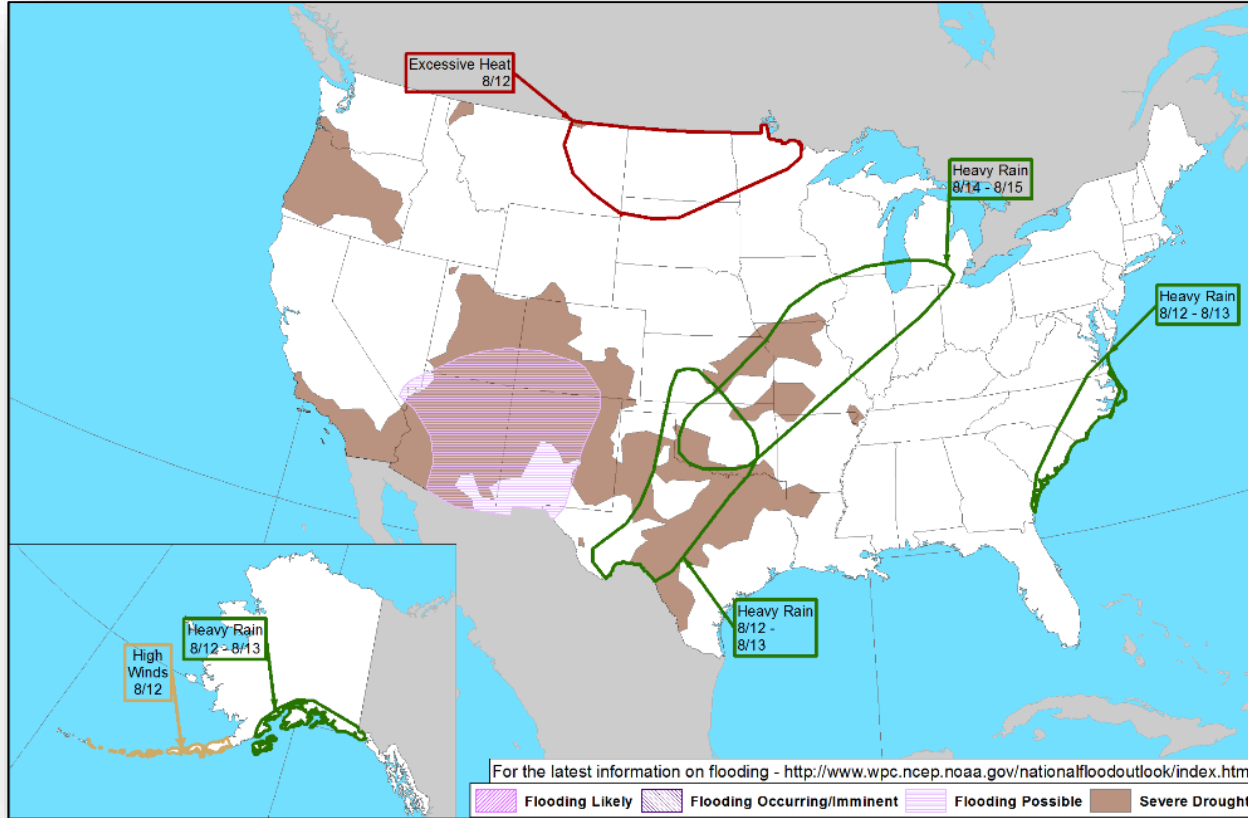 Excessive Heat
8/12
Heavy Rain
8/14 - 8/15
Heavy Rain
8/12 - 8/13
Heavy Rain
8/12 -
8/13
Heavy Rain
8/12 - 8/13
High
Winds
8/12
For the latest information on flooding - http://www.wpc.ncep.noaa.gov/nationalfloodoutlook/index.htm
Flooding Likely
Flooding Occurring/Imminent
Flooding Possible
Severe Drought